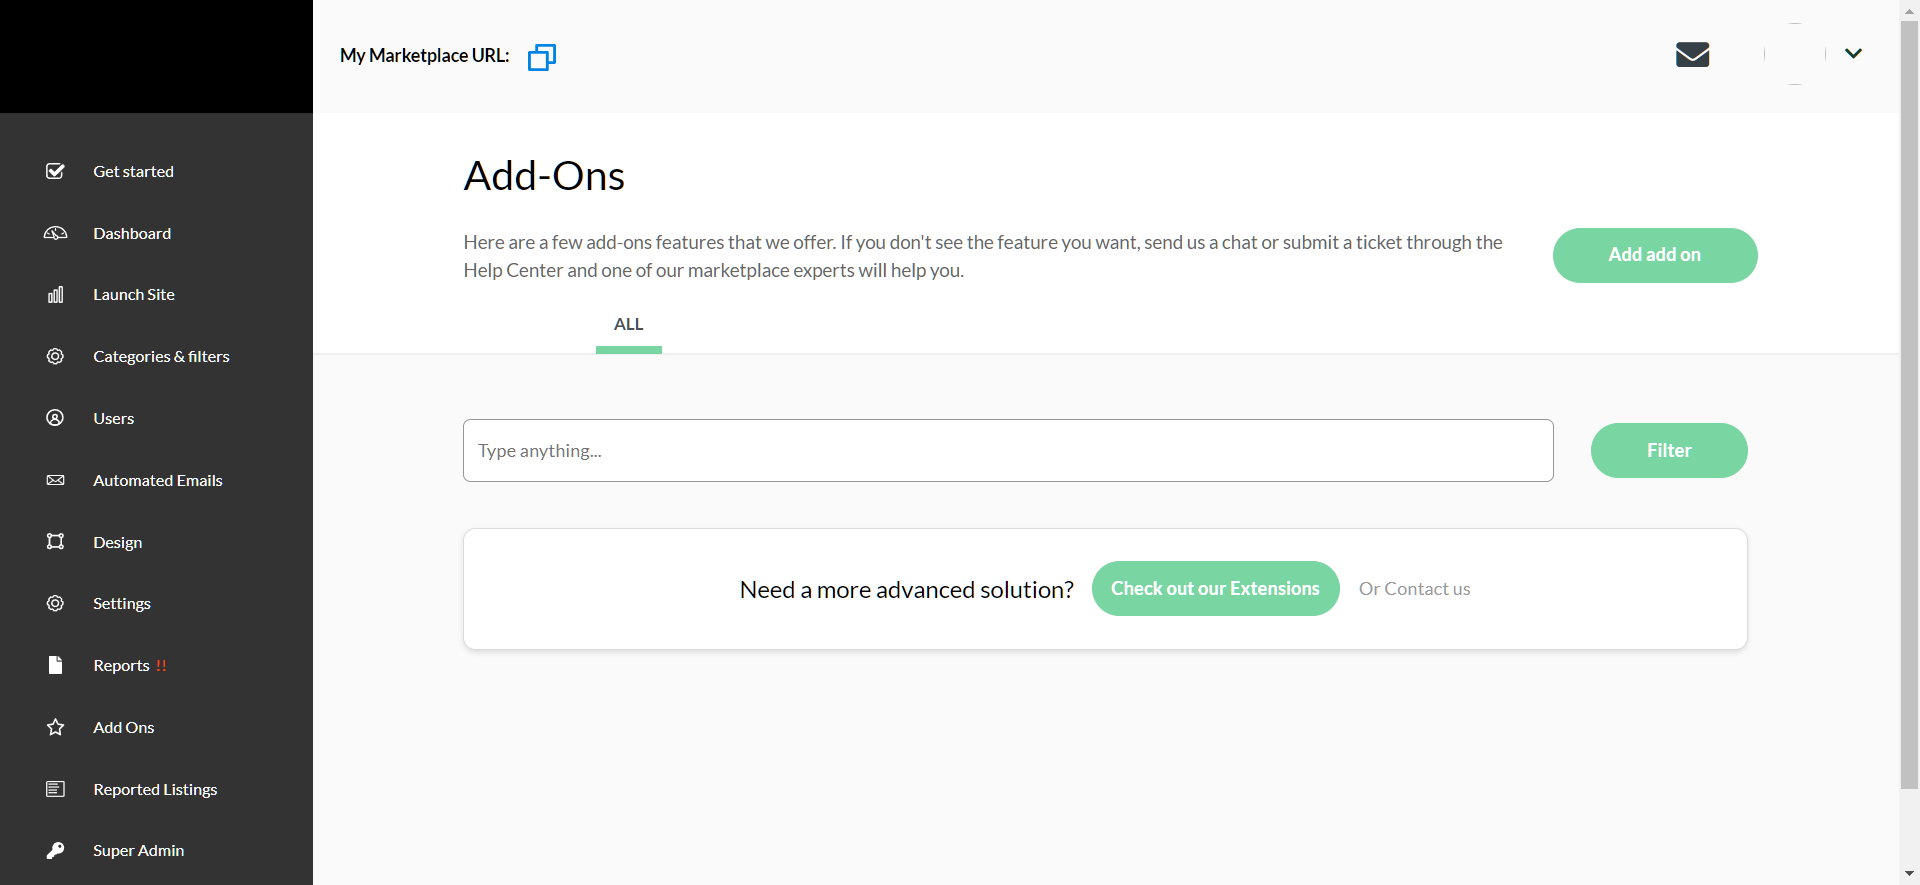 My Marketplace URL:
Get started
Dashboard
Launch Site
Categories & filters
Users
Automated Emails
Design
Settings
Reports !!
Add Ons
Reported Listings
Super Admin
Add-Ons
Here are a few add-ons features that we offer. If you don't see the feature you want, send us a chat or submit a ticket through the
Help Center and one of our marketplace experts will help you.
Add add on
ALL
Type anything...
Filter
Need a more advanced solution? Check out our Extensions Or Contact us